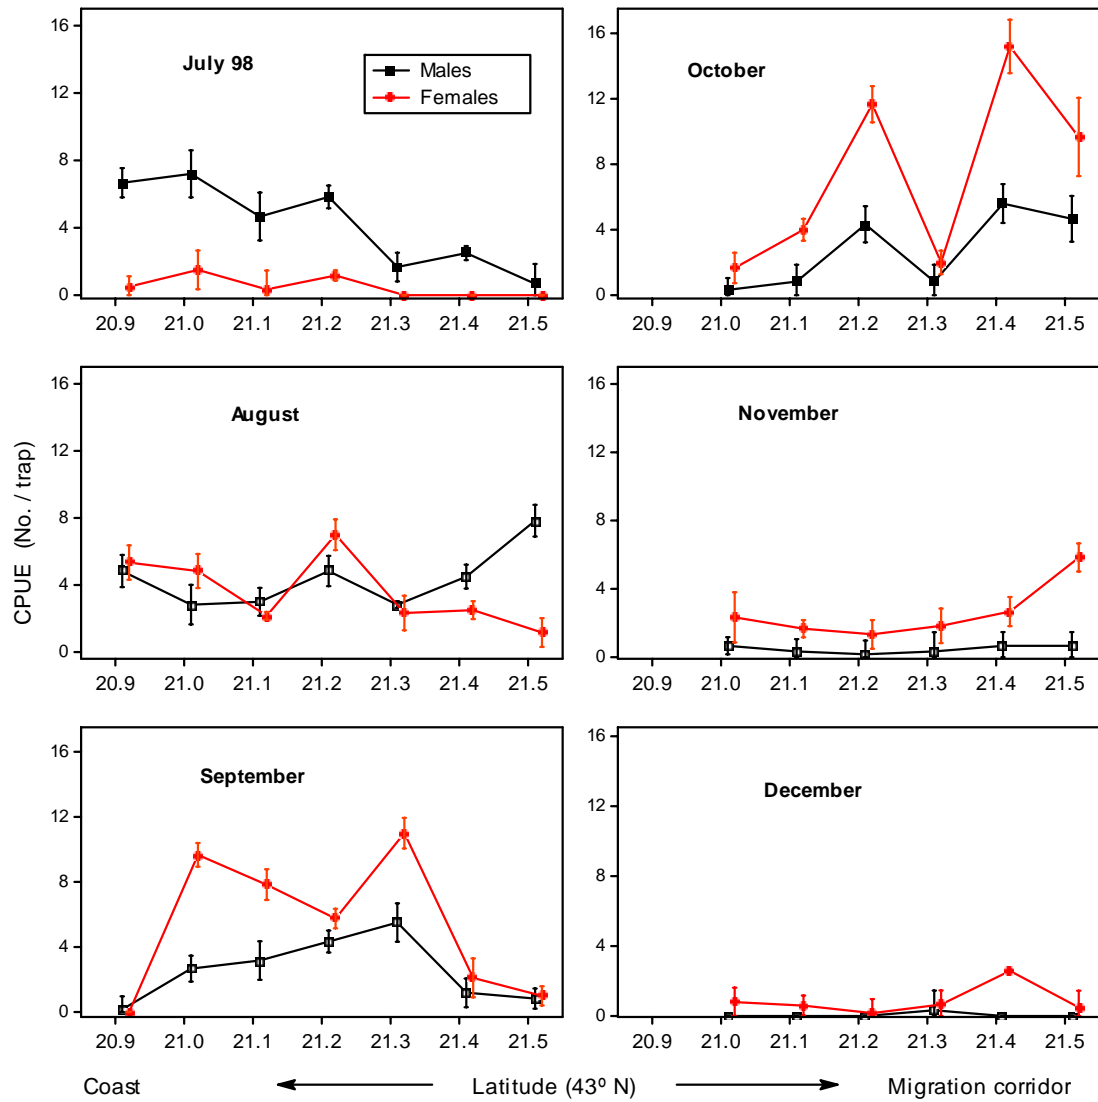 July 98
Males
Females
16
12
8
4
0
20.9 21.0 21.1 21.2 21.3 21.4 21.5
October
16
12
8
4
0
20.9 21.0 21.1 21.2 21.3 21.4 21.5
CPUE (No. / trap)
August
16
12
8
4
0
20.9 21.0 21.1 21.2 21.3 21.4 21.5
November
16
12
8
4
0
20.9 21.0 21.1 21.2 21.3 21.4 21.5
September
16
12
8
4
0
20.9 21.0 21.1 21.2 21.3 21.4 21.5
December
16
12
8
4
0
20.9 21.0 21.1 21.2 21.3 21.4 21.5
Coast Latitude (43º N) Migration corridor